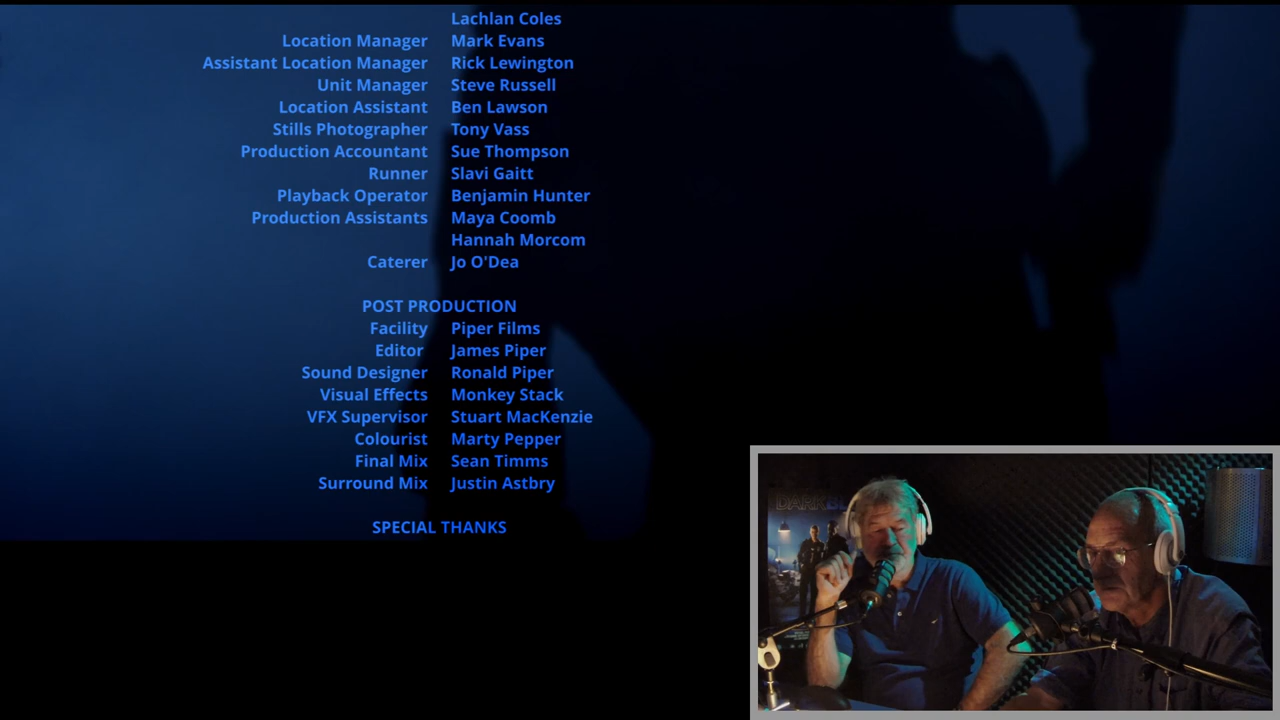 Lachlan Coles
Location Manager Mark Evans
Assistant Location Manager Rick Lewington
Unit Manager Steve Russell
Location Assistant Ben Lawson
Stills Photographer Tony Vass
Production Accountant Sue Thompson
Runner Slavi Gaitt
Playback Operator Benjamin Hunter
Production Assistants Maya Coomb
Hannah Morcom
Caterer Jo O'Dea
POST PRODUCTION
Facility Piper Films
Editor James Piper
Sound Designer Ronald Piper
Visual Effects Monkey Stack
VFX Supervisor Stuart MacKenzie
Colourist Marty Pepper
Final Mix Sean Timms
Surround Mix Justin Astbry
SPECIAL THANKS
DARK